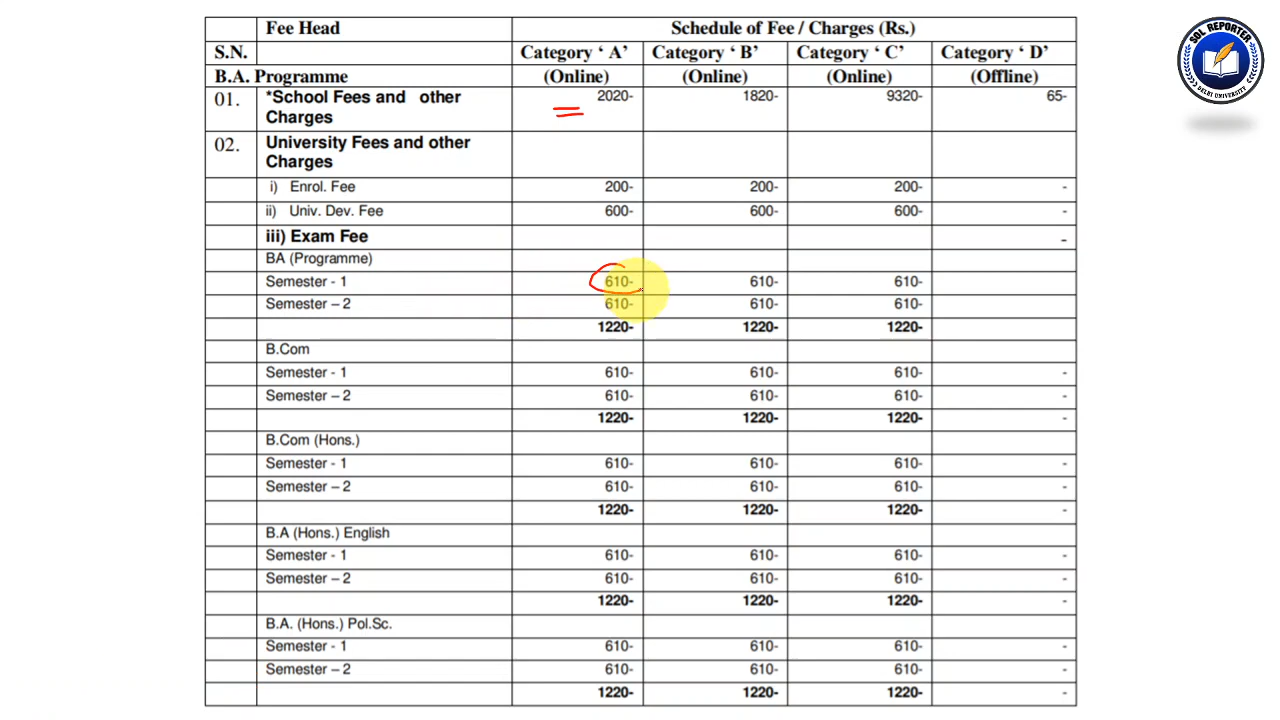 Fee Head Schedule of Fee / Charges (Rs.)
S.N. Category ‘ A’ Category ‘ B’ Category ‘ C’ Category ‘ D’
B.A. Programme (Online) (Online) (Online) (Offline)
01. *School Fees and other Charges 2020- 1820- 9320- 65-
02. University Fees and other Charges
i) Enrol. Fee 200- 200- 200- -
ii) Univ. Dev. Fee 600- 600- 600- -
iii) Exam Fee -
BA (Programme)
Semester - 1 610- 610- 610-
Semester – 2 610- 610- 610-
1220- 1220- 1220-
B.Com
Semester - 1 610- 610- 610- -
Semester – 2 610- 610- 610- -
1220- 1220- 1220- -
B.Com (Hons.)
Semester - 1 610- 610- 610- -
Semester – 2 610- 610- 610- -
1220- 1220- 1220- -
B.A (Hons.) English
Semester - 1 610- 610- 610- -
Semester – 2 610- 610- 610- -
1220- 1220- 1220- -
B.A. (Hons.) Pol.Sc.
Semester - 1 610- 610- 610- -
Semester – 2 610- 610- 610- -
1220- 1220- 1220- -
SOL REPORTER
DELHI UNIVERSITY